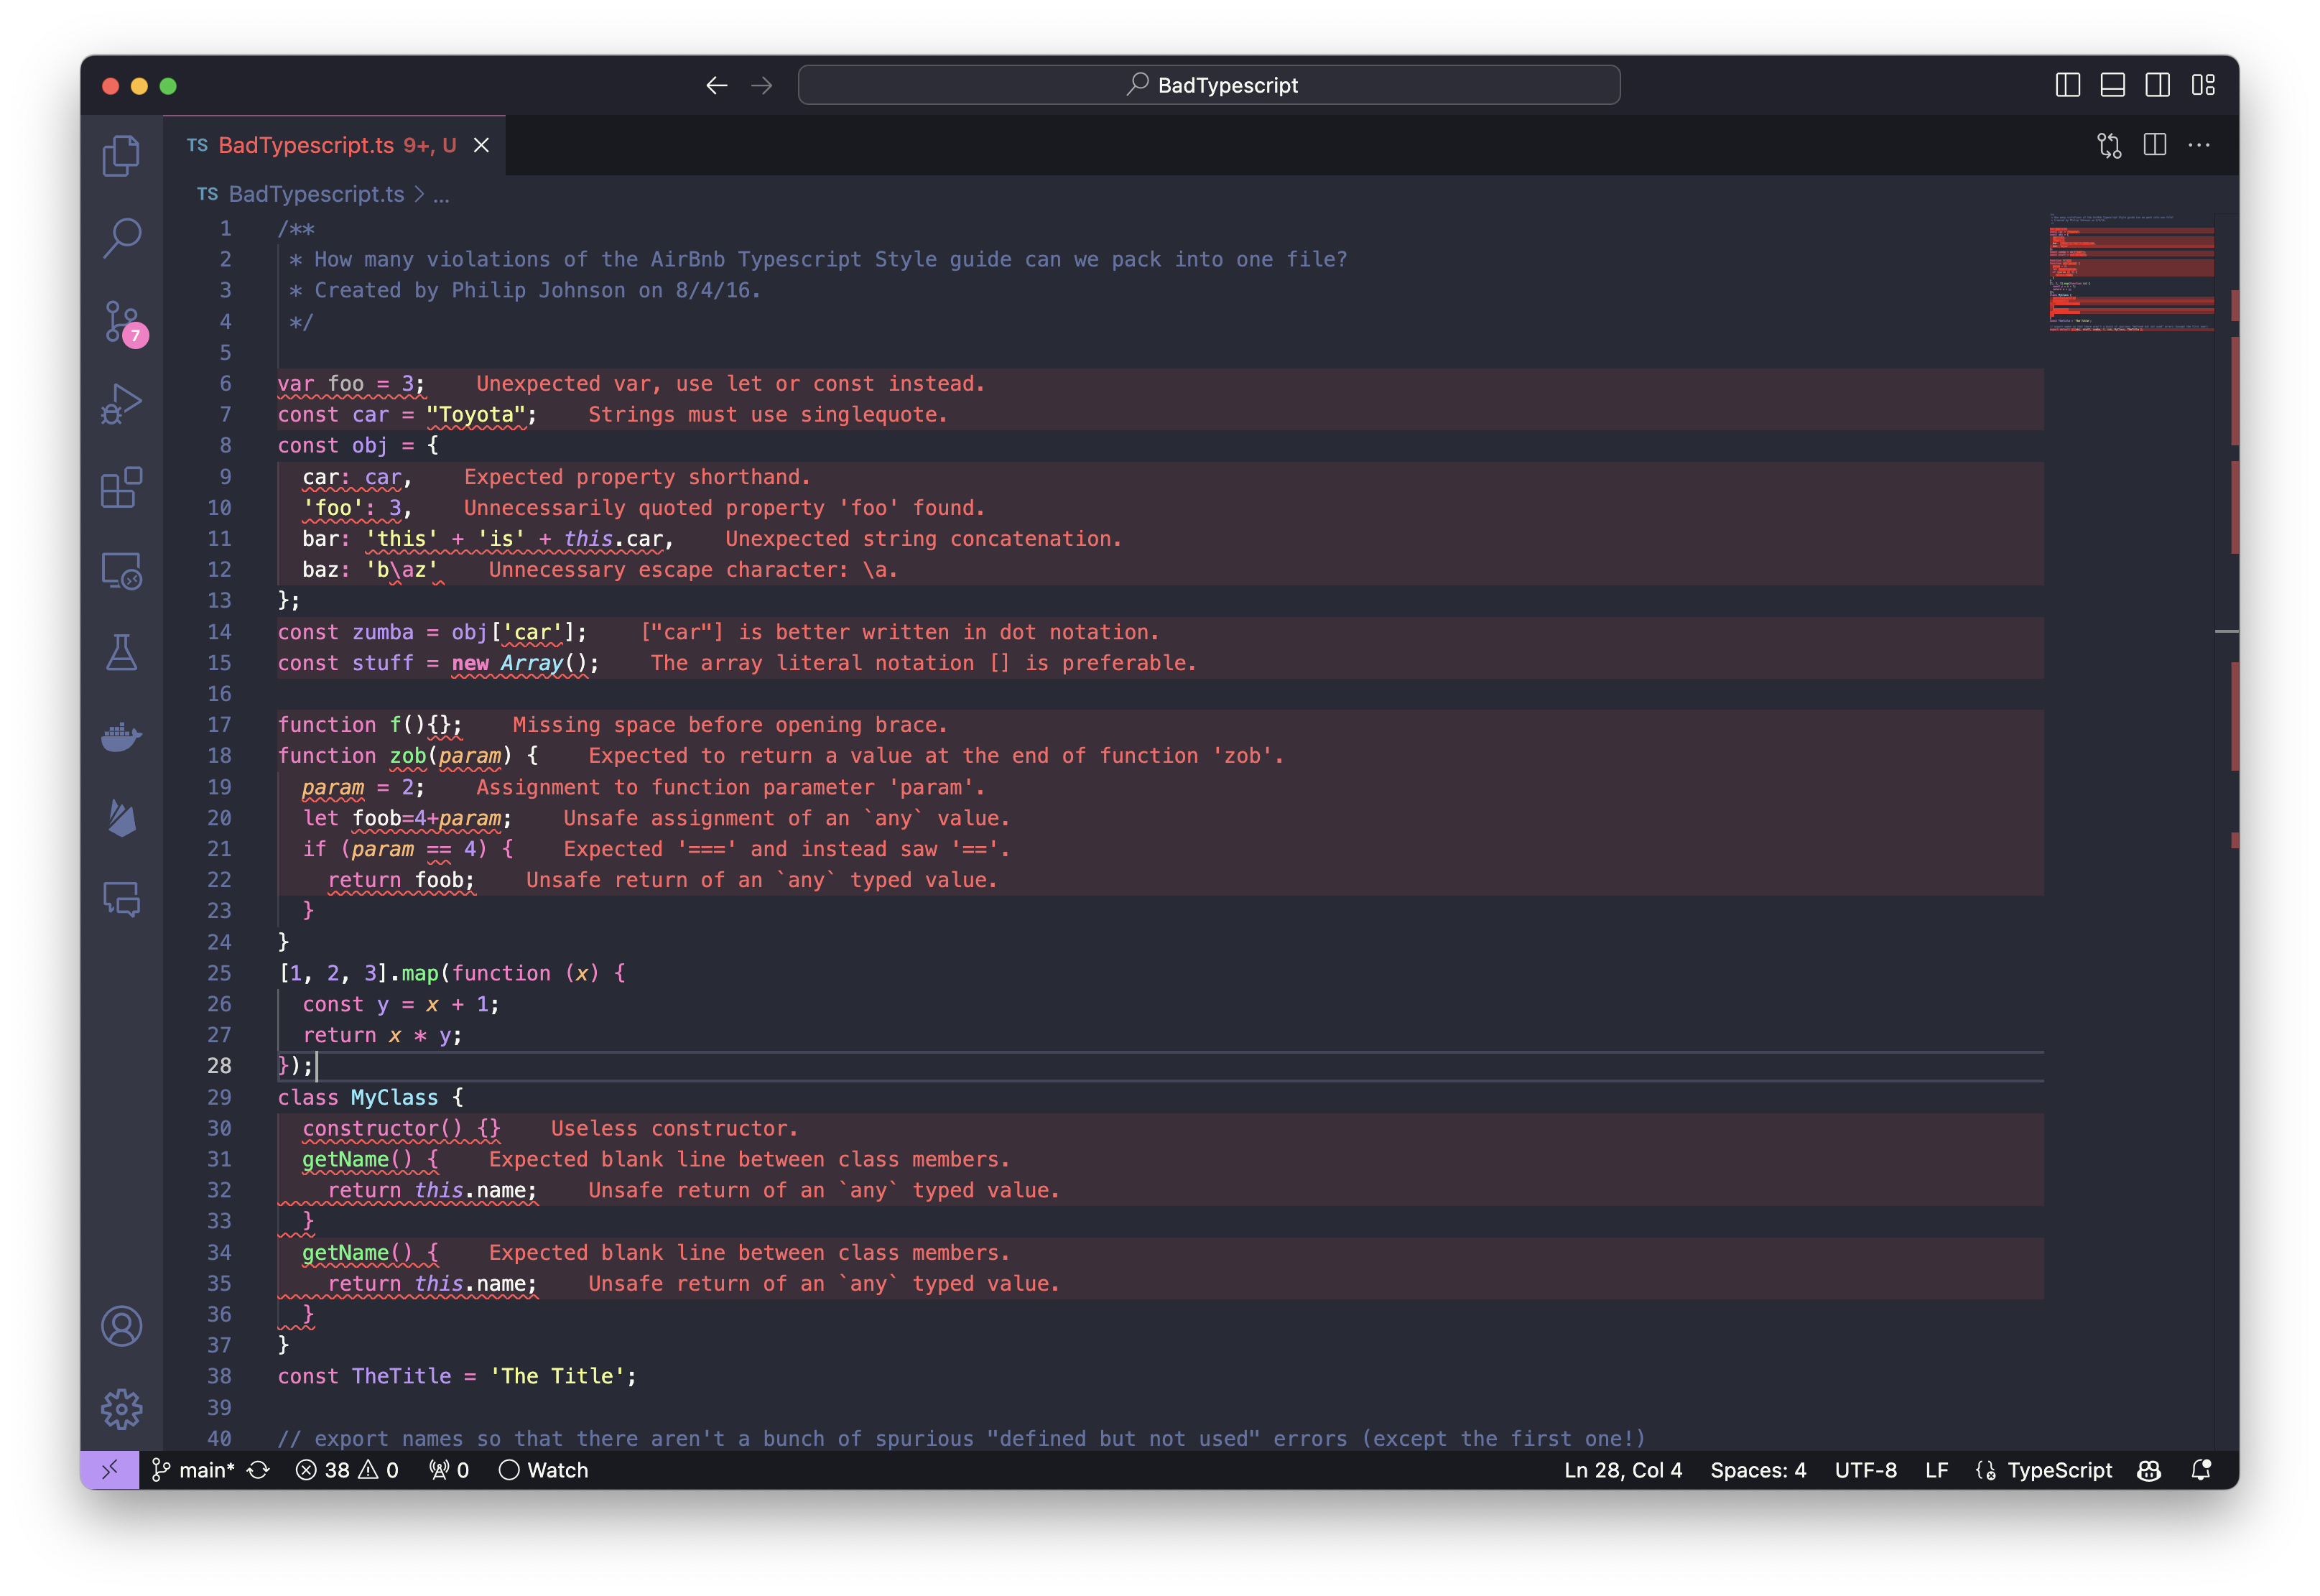 BadTypescript
TS BadTypescript.ts 9+, U
TS BadTypescript.ts > ...
7
1 /**
2 * How many violations of the AirBnb Typescript Style guide can we pack into one file?
3 * Created by Philip Johnson on 8/4/16.
4 */
5
6 var foo = 3; Unexpected var, use let or const instead.
7 const car = "Toyota"; Strings must use singlequote.
8 const obj = {
9 car: car, Expected property shorthand.
10 'foo': 3, Unnecessarily quoted property 'foo' found.
11 bar: 'this' + 'is' + this.car, Unexpected string concatenation.
12 baz: 'b\az' Unnecessary escape character: \a.
13 };
14 const zumba = obj['car']; ["car"] is better written in dot notation.
15 const stuff = new Array(); The array literal notation [] is preferable.
16
17 function f(){}; Missing space before opening brace.
18 function zob(param) { Expected to return a value at the end of function 'zob'.
19 param = 2; Assignment to function parameter 'param'.
20 let foob=4+param; Unsafe assignment of an `any` value.
21 if (param == 4) { Expected '===' and instead saw '=='.
22 return foob; Unsafe return of an `any` typed value.
23 }
24 }
25 [1, 2, 3].map(function (x) {
26 const y = x + 1;
27 return x * y;
28 });
29 class MyClass {
30 constructor() {} Useless constructor.
31 getName() { Expected blank line between class members.
32 return this.name; Unsafe return of an `any` typed value.
33 }
34 getName() { Expected blank line between class members.
35 return this.name; Unsafe return of an `any` typed value.
36 }
37 }
38 const TheTitle = 'The Title';
39
40 // export names so that there aren't a bunch of spurious "defined but not used" errors (except the first one!)
main* 38 0 0 Watch Ln 28, Col 4 Spaces: 4 UTF-8 LF TypeScript